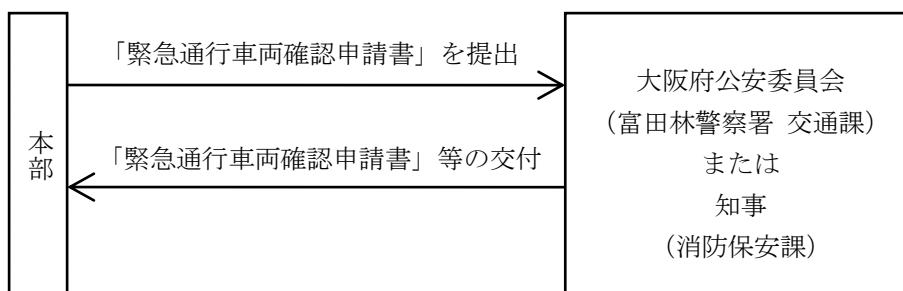 「緊急通行車両確認申請書」を提出
「緊急通行車両確認申請書」等の交付
本部
大阪府公安委員会
（富田林警察署 交通課）
または
知事
（消防保安課）